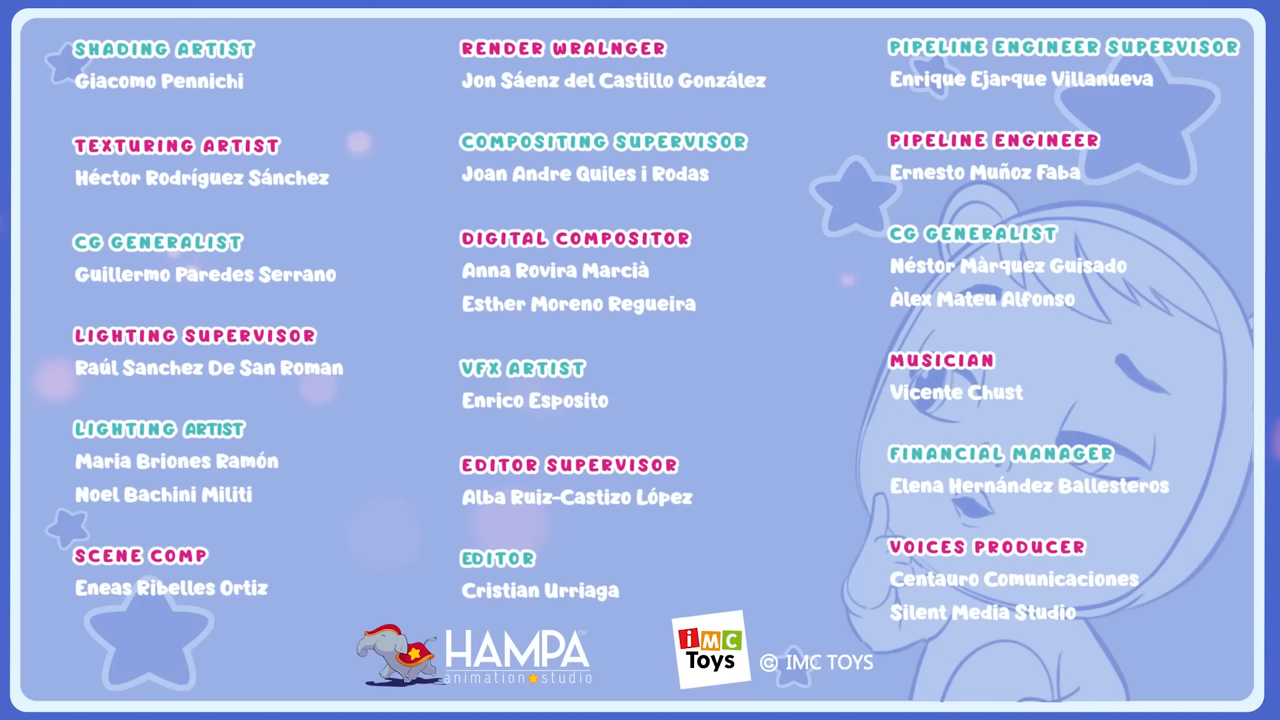 SHADING ARTIST
Giacomo Pennichi
TEXTURING ARTIST
Héctor Rodríguez Sánchez
CG GENERALIST
Guillermo Paredes Serrano
LIGHTING SUPERVISOR
Raúl Sanchez De San Roman
LIGHTING ARTIST
Maria Briones Ramón
Noel Bachini Militi
SCENE COMP
Eneas Ribelles Ortiz
RENDER WRALNGER
Jon Sáenz del Castillo González
COMPOSITING SUPERVISOR
Joan Andre Quiles i Rodas
DIGITAL COMPOSITOR
Anna Rovira Marcià
Esther Moreno Regueira
VFX ARTIST
Enrico Esposito
EDITOR SUPERVISOR
Alba Ruiz-Castizo López
EDITOR
Cristian Urriaga
PIPELINE ENGINEER SUPERVISOR
Enrique Ejarque Villanueva
PIPELINE ENGINEER
Ernesto Muñoz Faba
CG GENERALIST
Néstor Màrquez Guisado
Àlex Mateu Alfonso
MUSICIAN
Vicente Chust
FINANCIAL MANAGER
Elena Hernández Ballesteros
VOICES PRODUCER
Centauro Comunicaciones
Silent Media Studio
HAMPA™
animation studio
iMC
Toys
© IMC TOYS